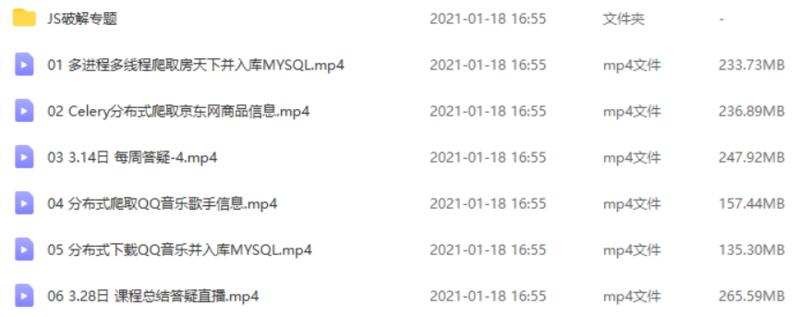 JS破解专题 2021-01-18 16:55 文件夹 -
01 多进程多线程爬取房天下并入库MYSQL.mp4 2021-01-18 16:55 mp4文件 233.73MB
02 Celery分布式爬取京东网商品信息.mp4 2021-01-18 16:55 mp4文件 236.89MB
03 3.14日 每周答疑-4.mp4 2021-01-18 16:55 mp4文件 247.92MB
04 分布式爬取QQ音乐歌手信息.mp4 2021-01-18 16:55 mp4文件 157.44MB
05 分布式下载QQ音乐并入库MYSQL.mp4 2021-01-18 16:55 mp4文件 135.30MB
06 3.28日 课程总结答疑直播.mp4 2021-01-18 16:55 mp4文件 265.59MB